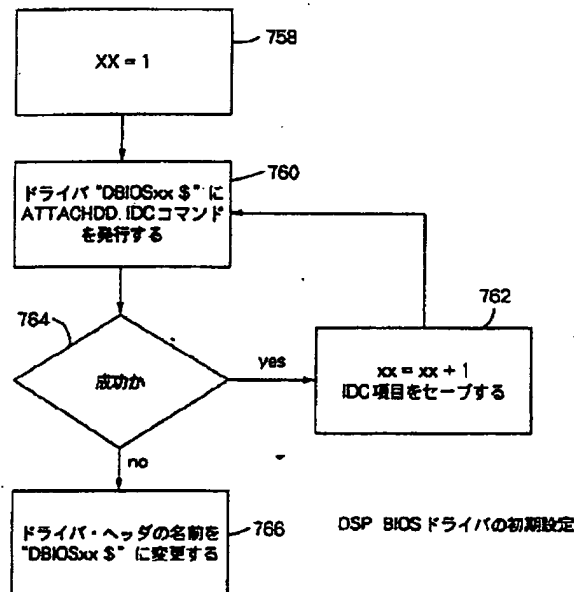 XX = 1
758
ドライバ "DBIOSxx $" に
ATTACHDD. IDCコマンド
を発行する
760
764
成功か
yes
762
xx = xx + 1
IDC項目をセーブする
no
ドライバ・ヘッダの名前を
"DBIOSxx $" に変更する
766
DSP BIOS ドライバの初期設定